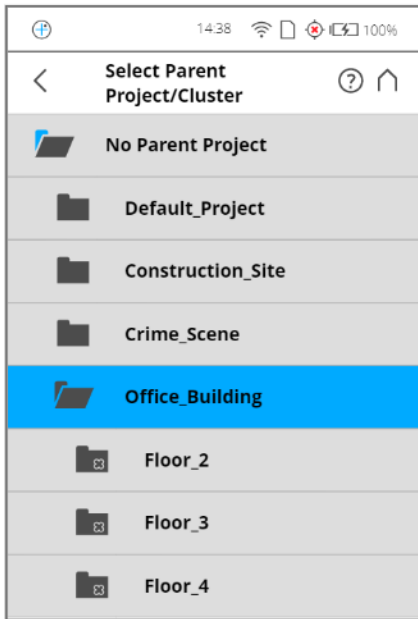 14:38 100%
Select Parent
Project/Cluster
No Parent Project
Default_Project
Construction_Site
Crime_Scene
Office_Building
Floor_2
Floor_3
Floor_4